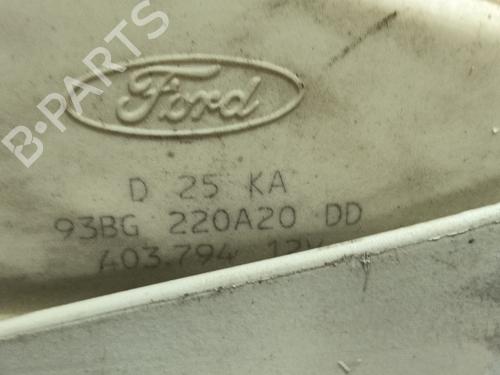 B-PARTS
Ford
D 25 KA
93BG 220A20 DD
403.794 12V